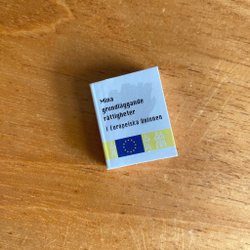 Mina
grundläggande
rättigheter
i Europeiska Unionen